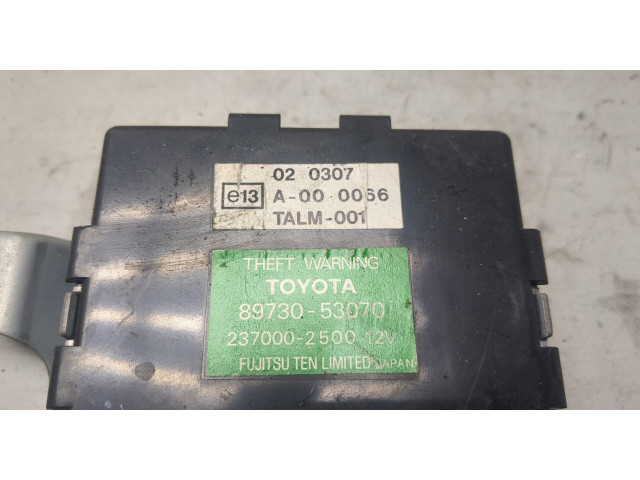 02 0307
e13 A-00 0066
TALM-001
THEFT WARNING
TOYOTA
89730-53070
237000-2500 12V
FUJITSU TEN LIMITED JAPAN